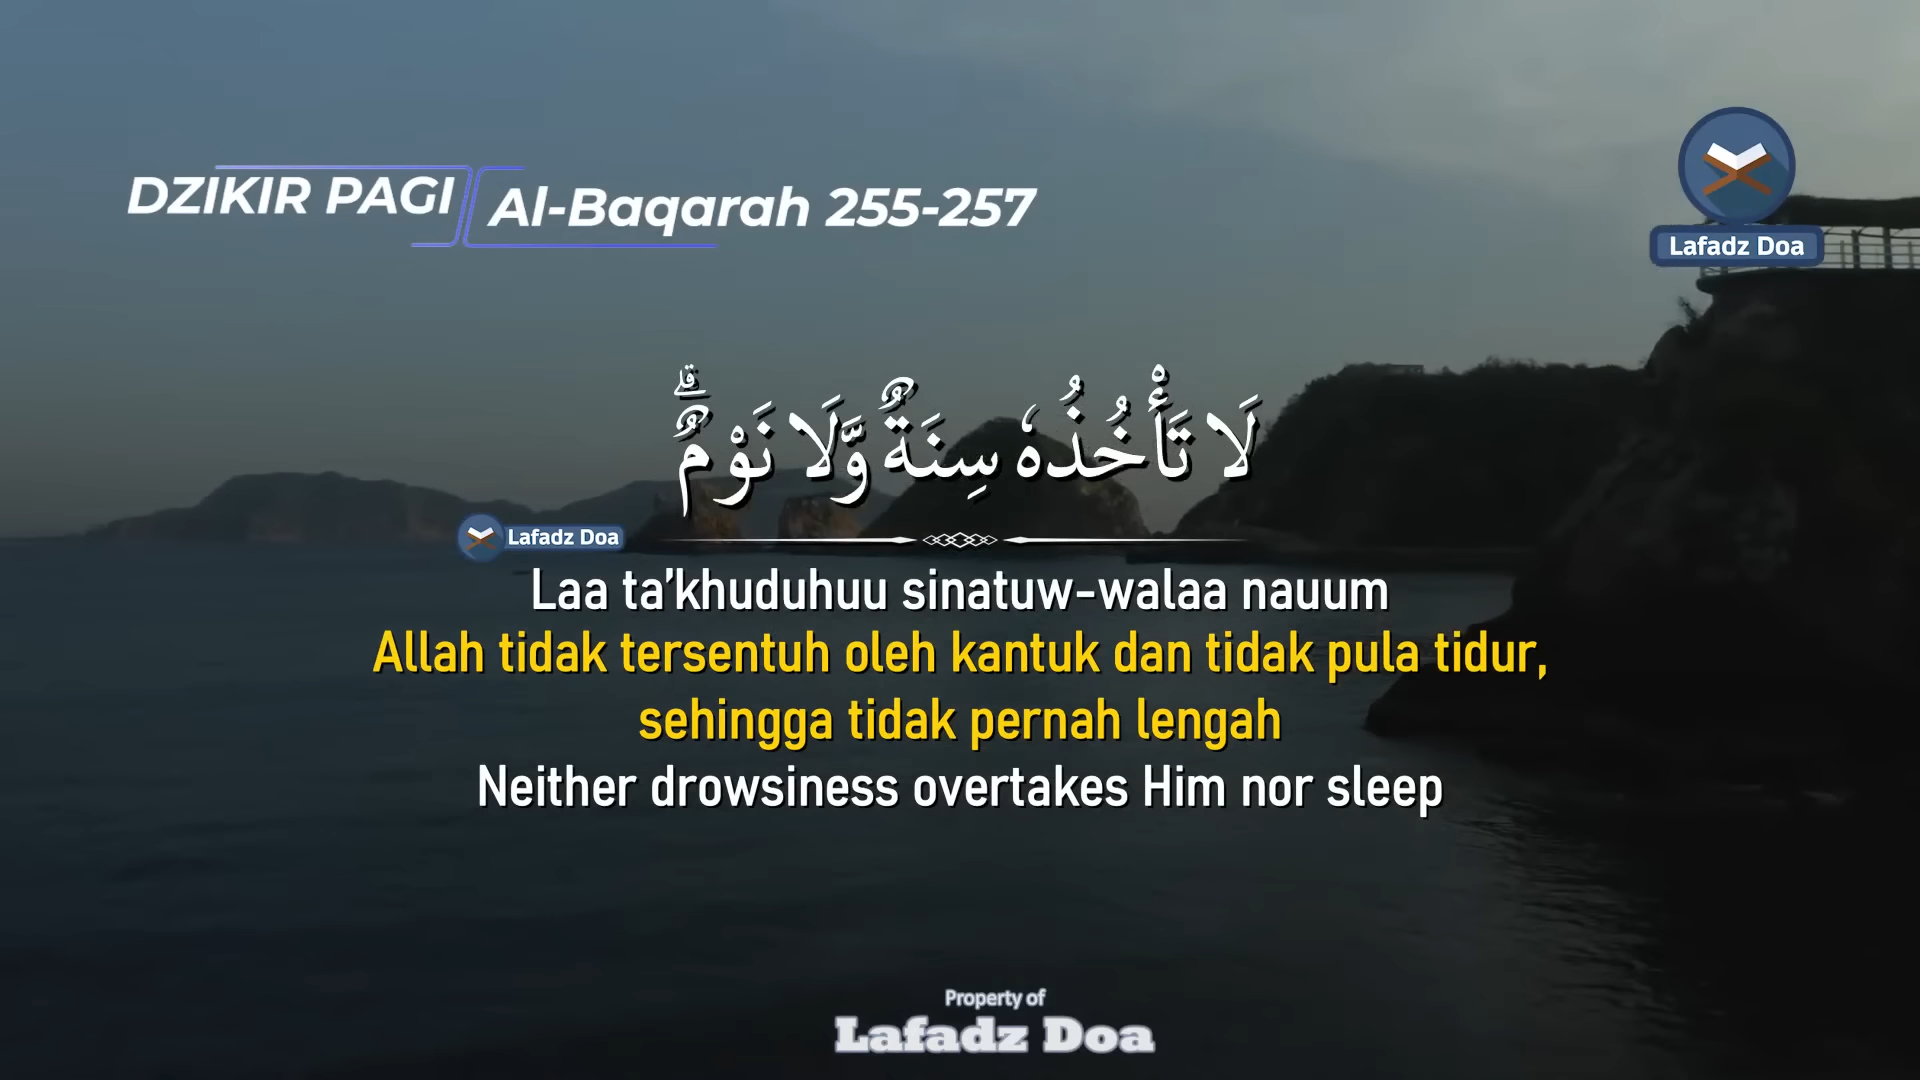 DZIKIR PAGI
Al-Baqarah 255-257
Lafadz Doa
لَا تَأْخُذُهٗ سِنَةٌ وَّلَا نَوْمٌۗ
Lafadz Doa
Laa ta'khuduhuu sinatuw-walaa nauum
Allah tidak tersentuh oleh kantuk dan tidak pula tidur,
sehingga tidak pernah lengah
Neither drowsiness overtakes Him nor sleep
Property of
Lafadz Doa